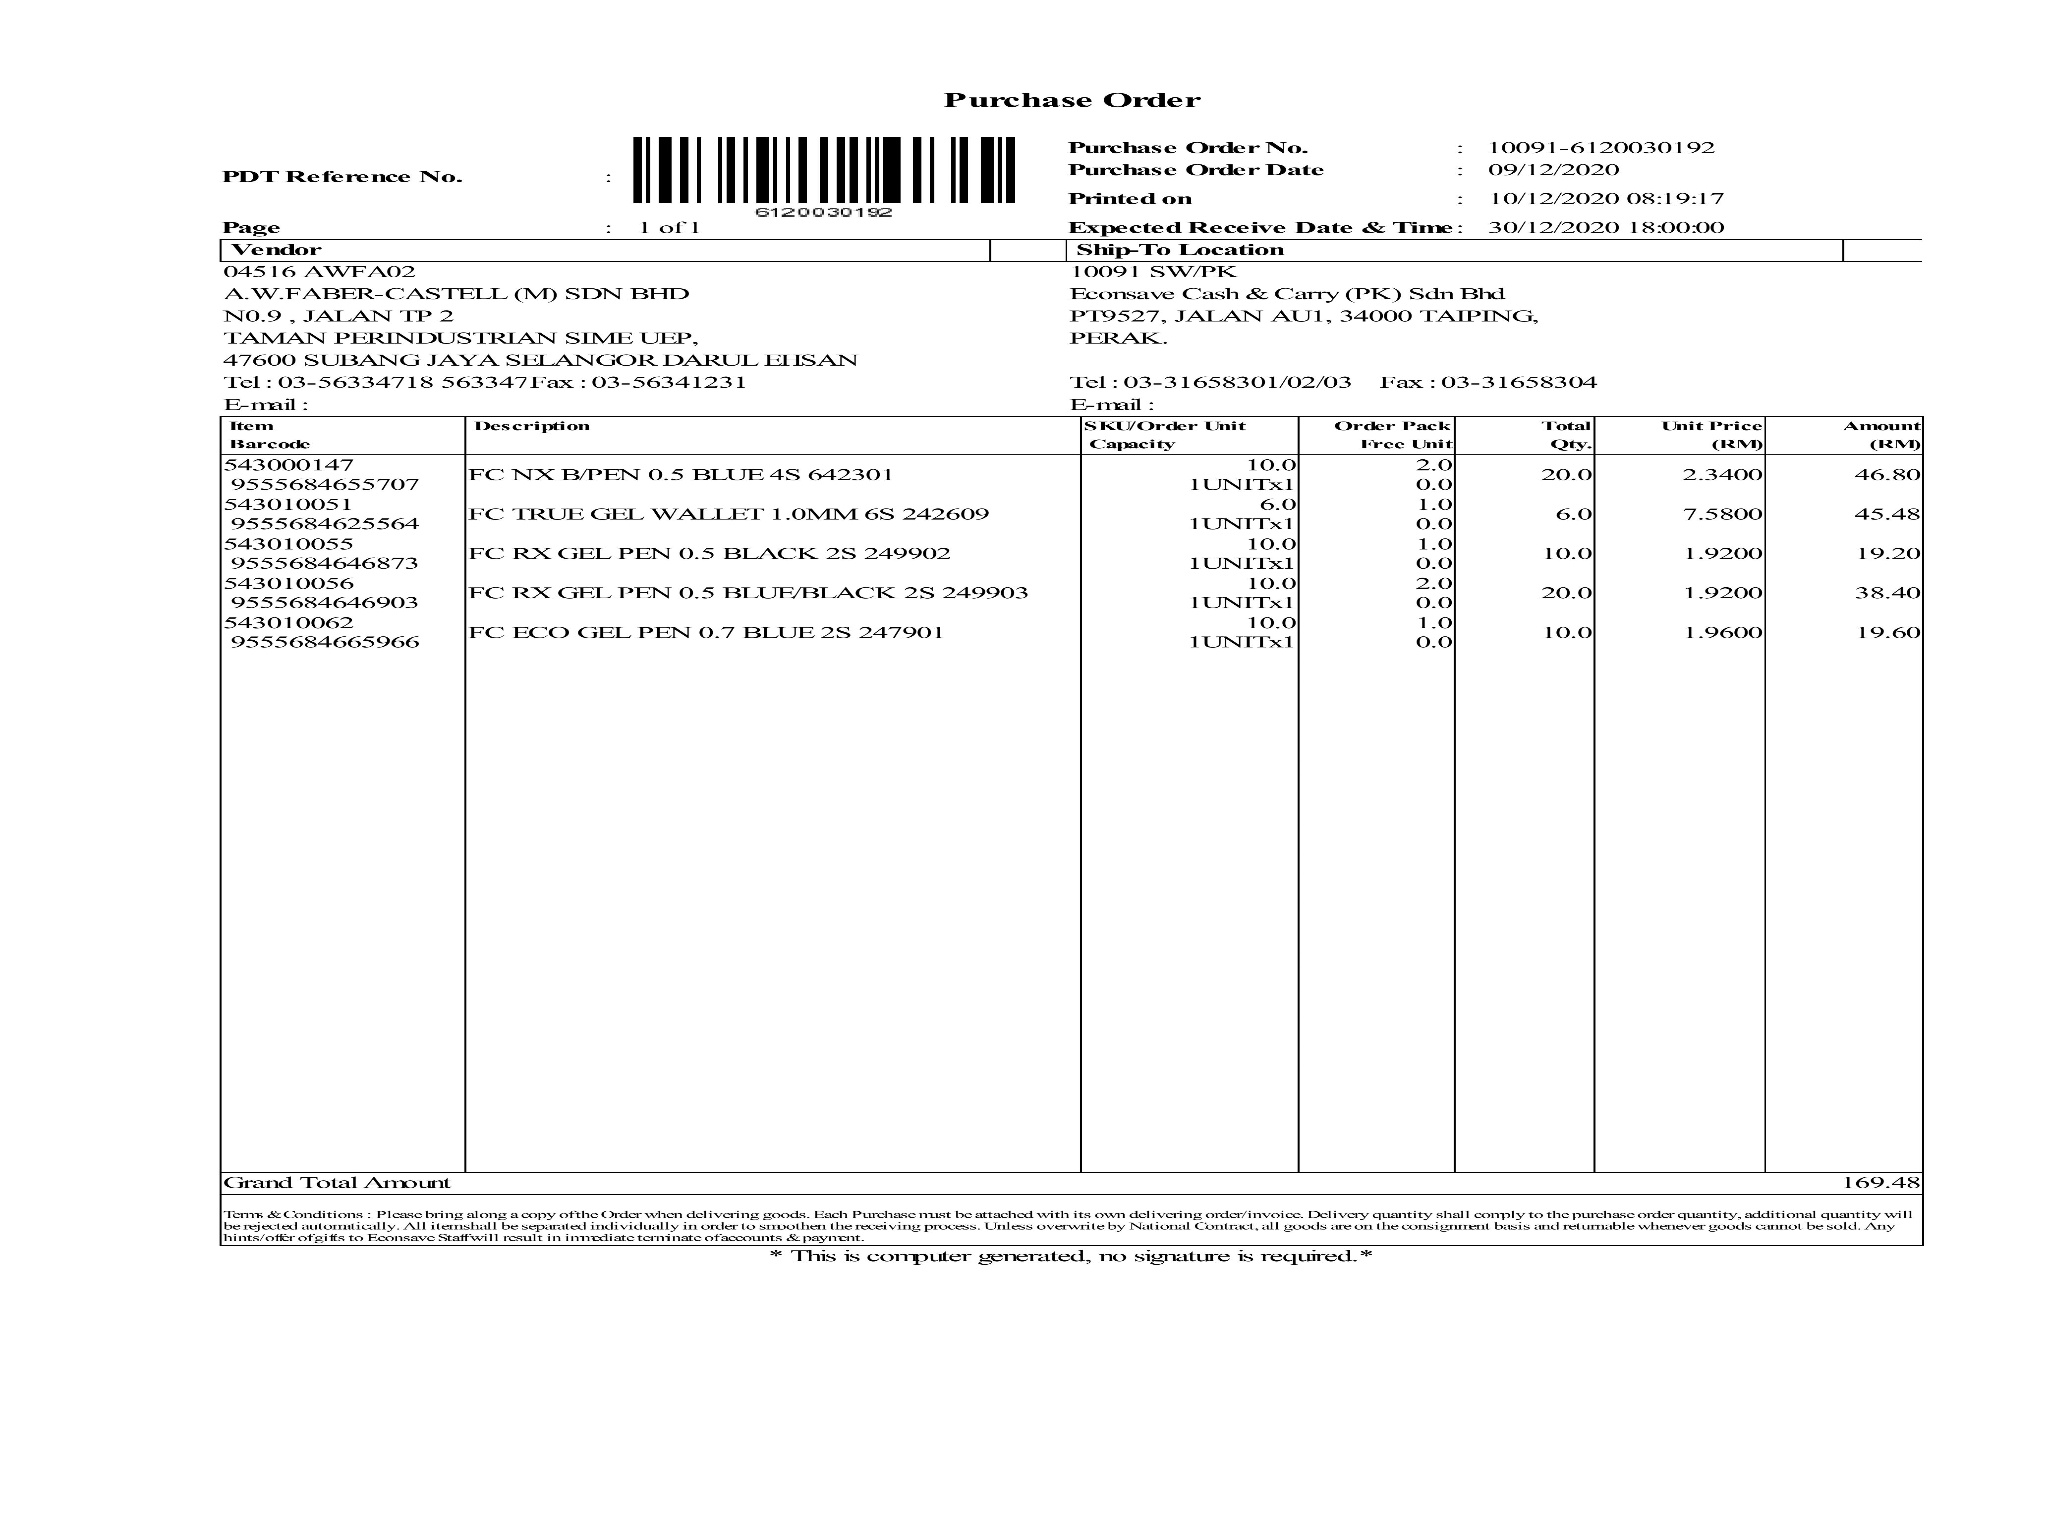 Purchase Order
PDT Reference No. :
6120030192
Page : 1 of 1
Purchase Order No. : 10091-6120030192
Purchase Order Date : 09/12/2020
Printed on : 10/12/2020 08:19:17
Expected Receive Date & Time : 30/12/2020 18:00:00
Vendor
04516 AWFA02
A.W.FABER-CASTELL (M) SDN BHD
N0.9 , JALAN TP 2
TAMAN PERINDUSTRIAN SIME UEP,
47600 SUBANG JAYA SELANGOR DARUL EHSAN
Tel : 03-56334718 563347Fax : 03-56341231
E-mail :
Ship-To Location
10091 SW/PK
Econsave Cash & Carry (PK) Sdn Bhd
PT9527, JALAN AU1, 34000 TAIPING,
PERAK.
Tel : 03-31658301/02/03 Fax : 03-31658304
E-mail :
Item Description SKU/Order Unit Order Pack Total Unit Price Amount
Barcode Capacity Free Unit Qty. (RM) (RM)
543000147 10.0 2.0
FC NX B/PEN 0.5 BLUE 4S 642301 20.0 2.3400 46.80
9555684655707 1UNITx1 0.0
543010051 6.0 1.0
FC TRUE GEL WALLET 1.0MM 6S 242609 6.0 7.5800 45.48
9555684625564 1UNITx1 0.0
543010055 10.0 1.0
FC RX GEL PEN 0.5 BLACK 2S 249902 10.0 1.9200 19.20
9555684646873 1UNITx1 0.0
543010056 10.0 2.0
FC RX GEL PEN 0.5 BLUE/BLACK 2S 249903 20.0 1.9200 38.40
9555684646903 1UNITx1 0.0
543010062 10.0 1.0
FC ECO GEL PEN 0.7 BLUE 2S 247901 10.0 1.9600 19.60
9555684665966 1UNITx1 0.0
Grand Total Amount 169.48
Terms & Conditions : Please bring along a copy of the Order when delivering goods. Each Purchase must be attached with its own delivering order/invoice. Delivery quantity shall comply to the purchase order quantity, additional quantity will
be rejected automatically. All item shall be separated individually in order to smoothen the receiving process. Unless overwrite by National Contract, all goods are on the consignment basis and returnable whenever goods cannot be sold. Any
hints/offer of gifts to Econsave Staff will result in immediate terminate of accounts & payment.
* This is computer generated, no signature is required.*